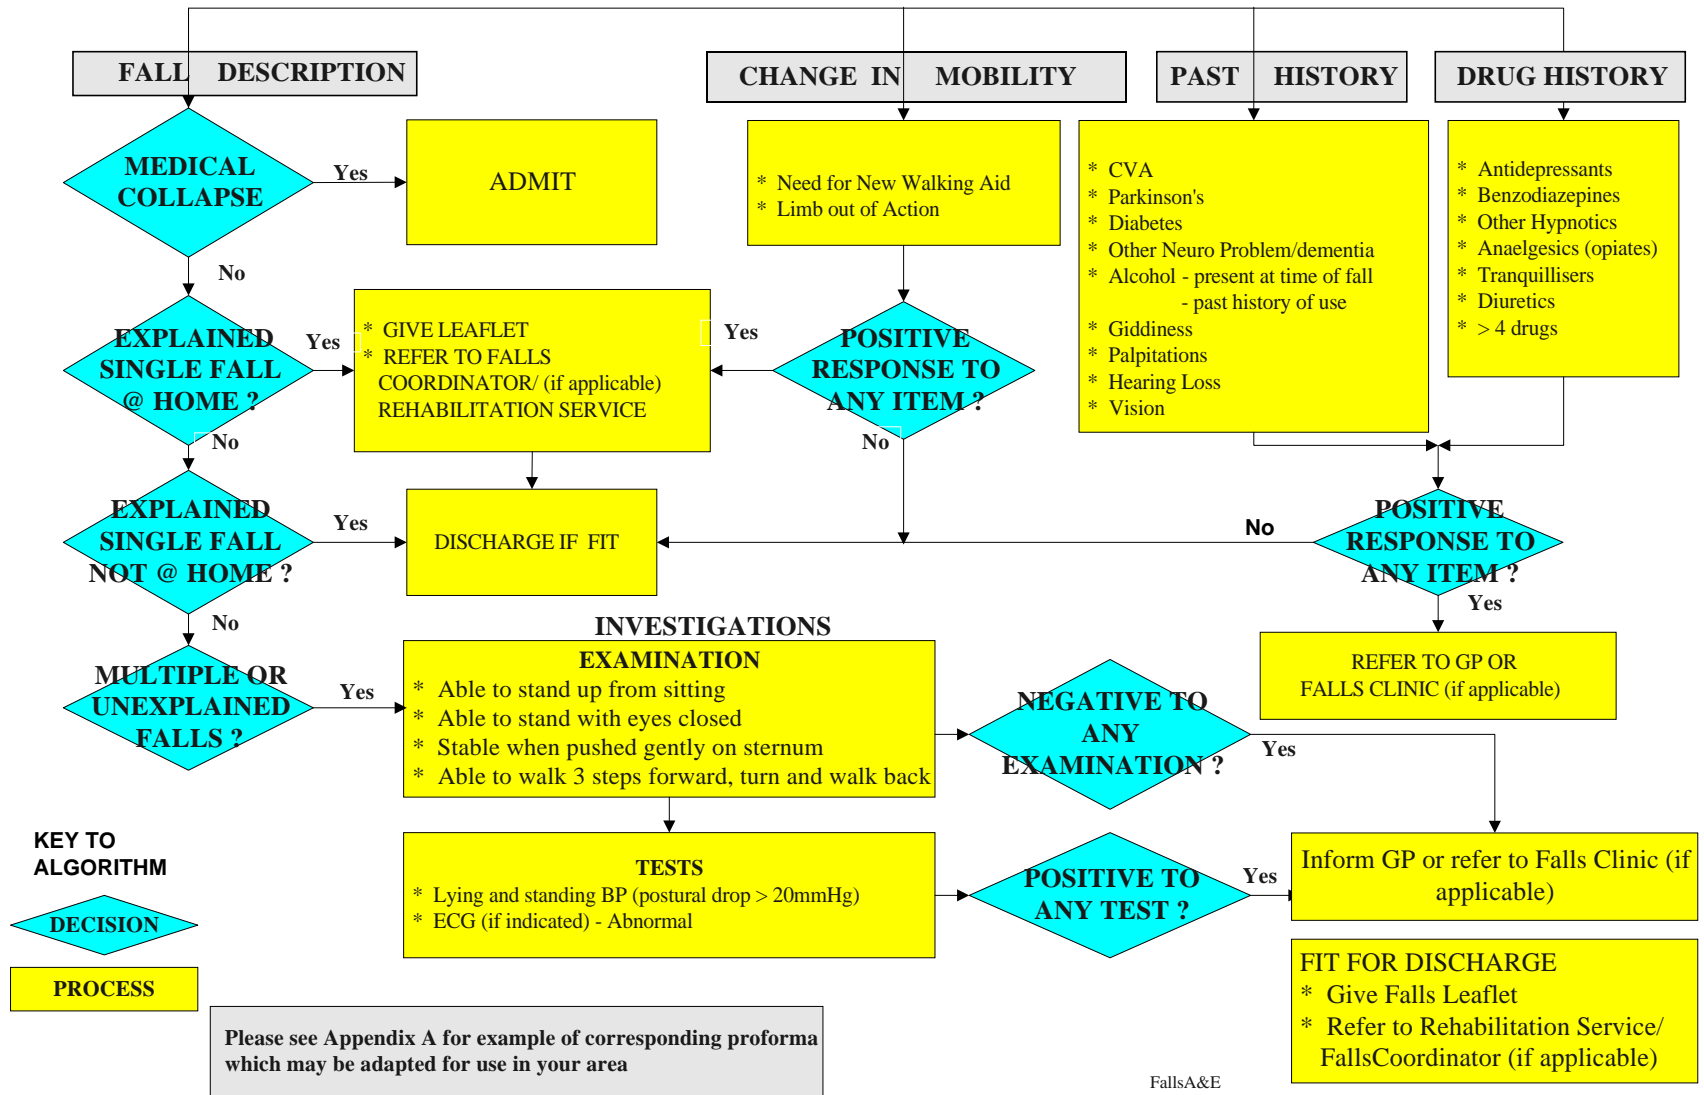 FALL DESCRIPTION
CHANGE IN MOBILITY
PAST HISTORY
DRUG HISTORY
MEDICAL
COLLAPSE
Yes
ADMIT
No
* Need for New Walking Aid
* Limb out of Action
* CVA
* Parkinson's
* Diabetes
* Other Neuro Problem/dementia
* Alcohol - present at time of fall
- past history of use
* Giddiness
* Palpitations
* Hearing Loss
* Vision
* Antidepressants
* Benzodiazepines
* Other Hypnotics
* Anaelgesics (opiates)
* Tranquillisers
* Diuretics
* > 4 drugs
EXPLAINED
SINGLE FALL
@ HOME ?
Yes
No
* GIVE LEAFLET
* REFER TO FALLS
COORDINATOR/ (if applicable)
REHABILITATION SERVICE
Yes
POSITIVE
RESPONSE TO
ANY ITEM ?
No
EXPLAINED
SINGLE FALL
NOT @ HOME ?
Yes
No
DISCHARGE IF FIT
No
POSITIVE
RESPONSE TO
ANY ITEM ?
Yes
REFER TO GP OR
FALLS CLINIC (if applicable)
MULTIPLE OR
UNEXPLAINED
FALLS ?
Yes
INVESTIGATIONS
EXAMINATION
* Able to stand up from sitting
* Able to stand with eyes closed
* Stable when pushed gently on sternum
* Able to walk 3 steps forward, turn and walk back
NEGATIVE TO
ANY
EXAMINATION ?
Yes
TESTS
* Lying and standing BP (postural drop > 20mmHg)
* ECG (if indicated) - Abnormal
POSITIVE TO
ANY TEST ?
Yes
Inform GP or refer to Falls Clinic (if
applicable)
FIT FOR DISCHARGE
* Give Falls Leaflet
* Refer to Rehabilitation Service/
FallsCoordinator (if applicable)
KEY TO
ALGORITHM
DECISION
PROCESS
Please see Appendix A for example of corresponding proforma
which may be adapted for use in your area
FallsA&E